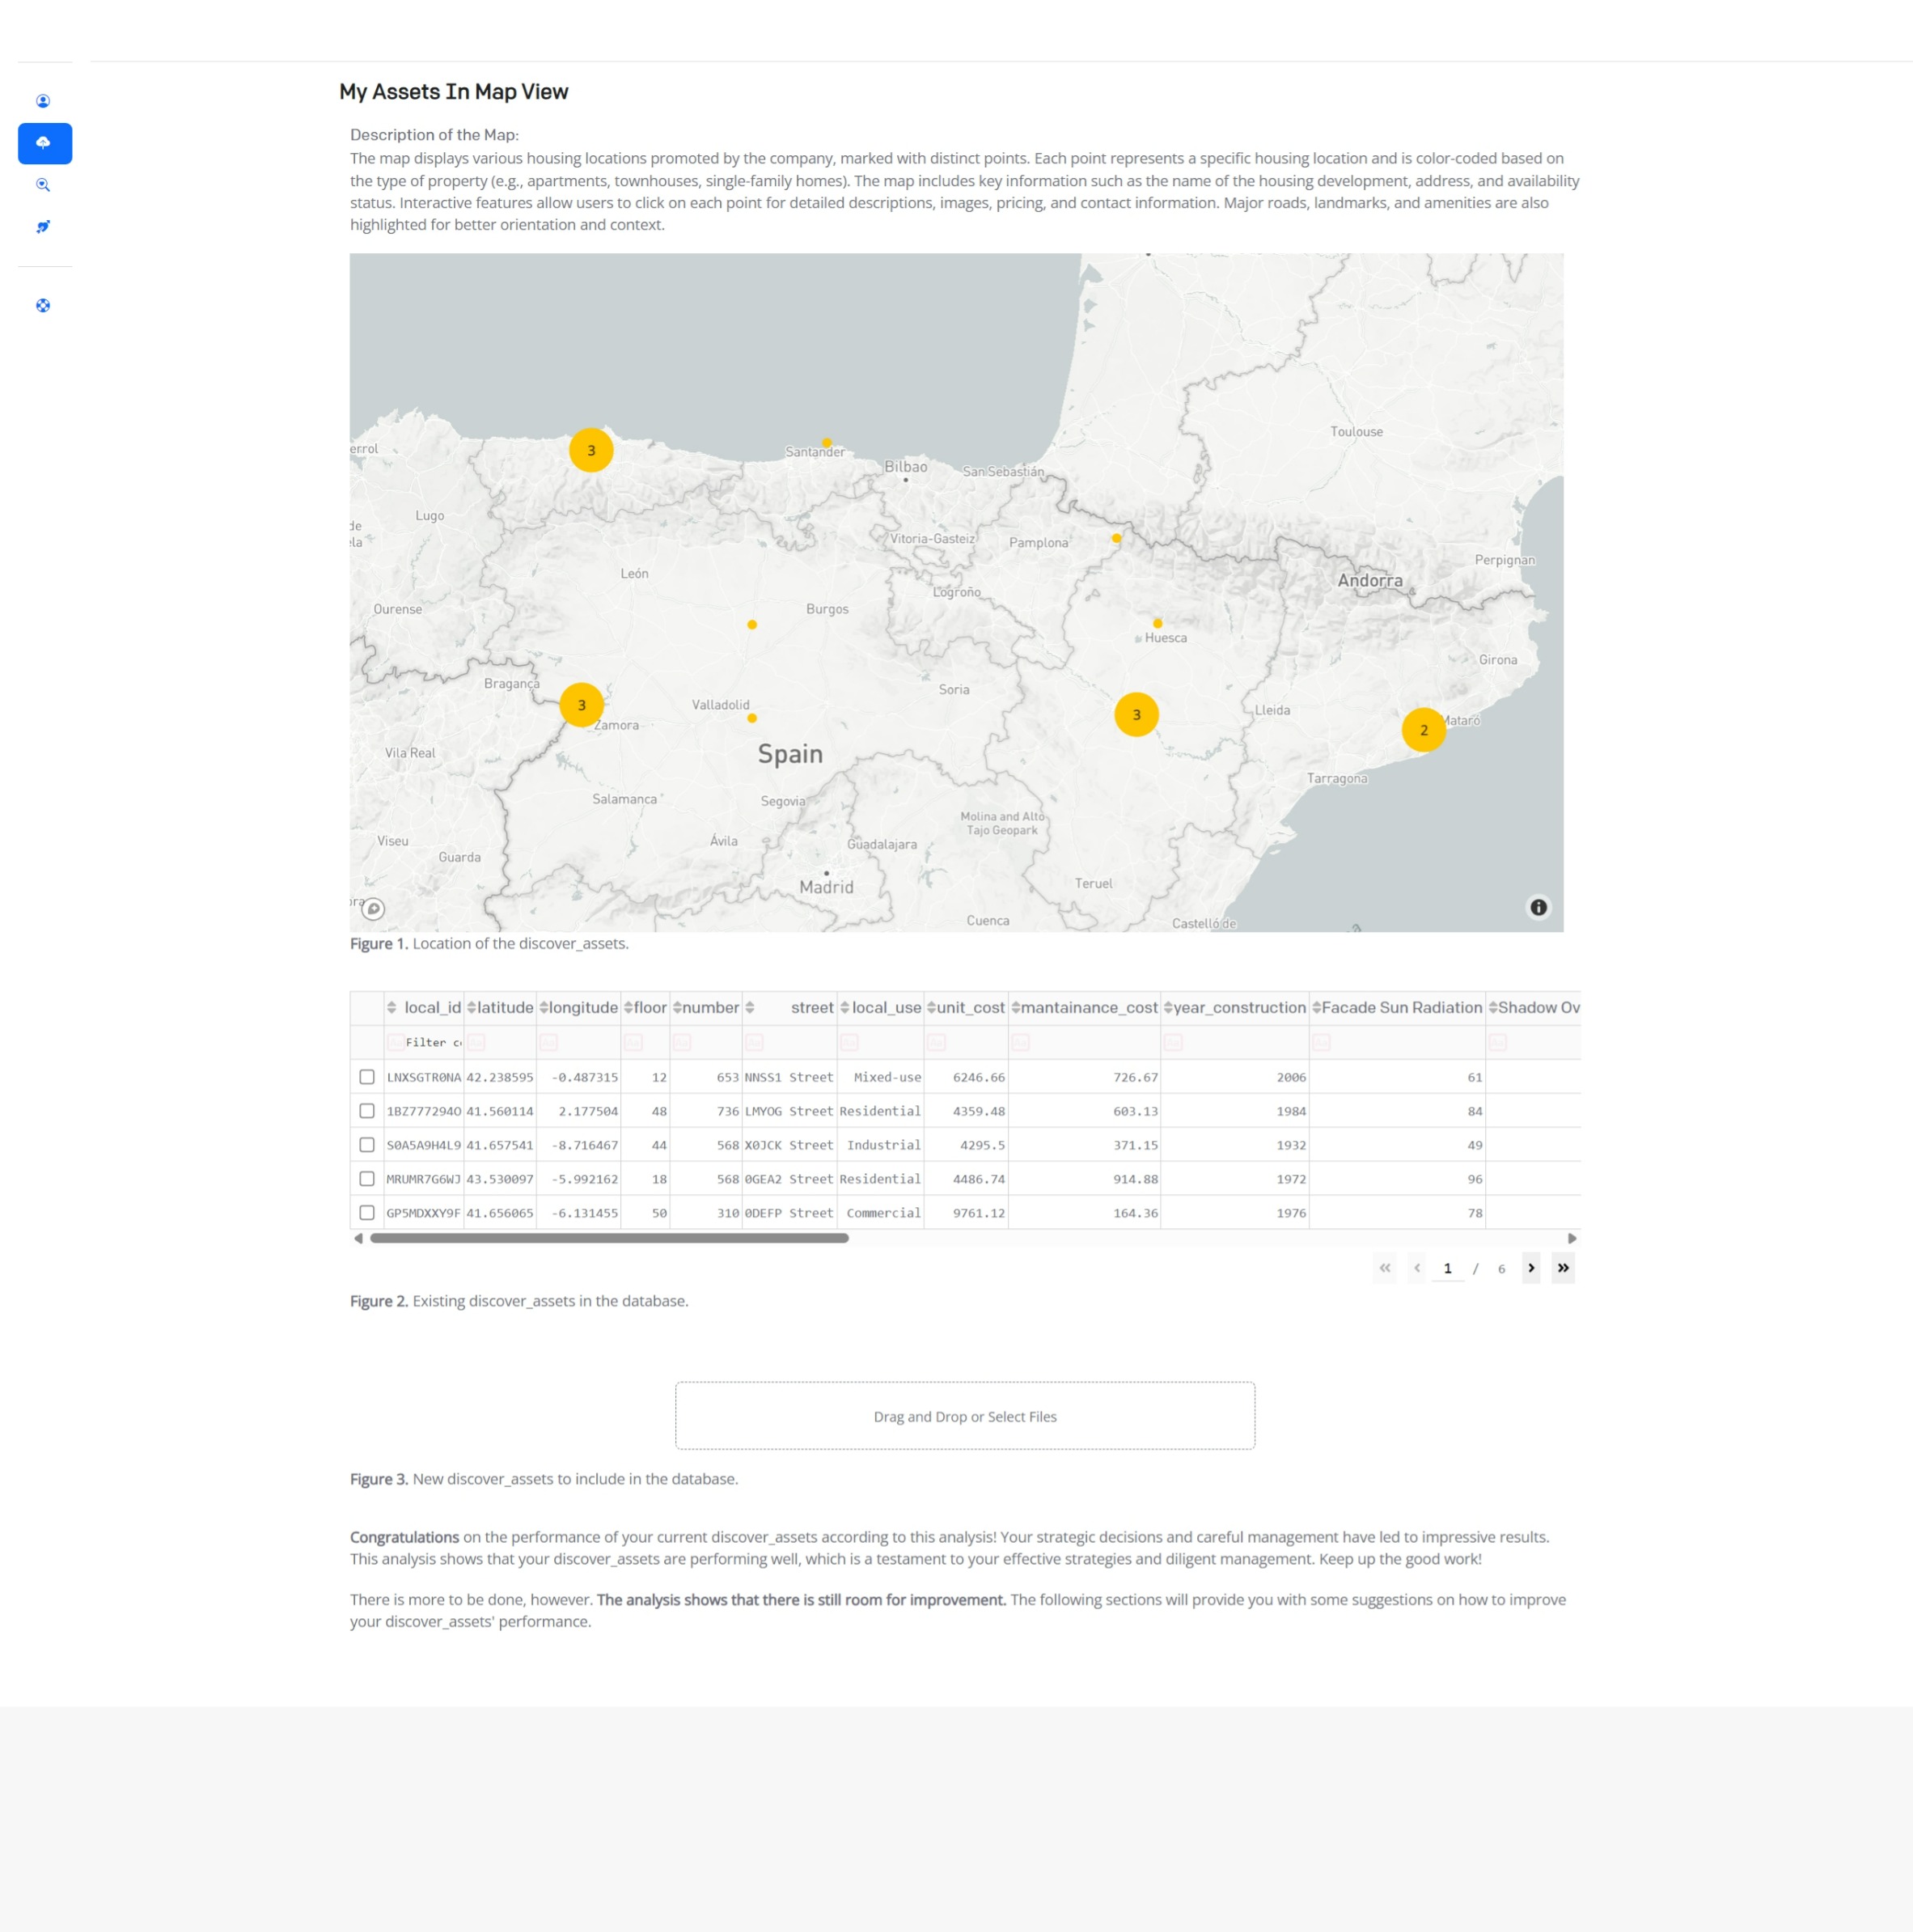 My Assets In Map View
Description of the Map:
The map displays various housing locations promoted by the company, marked with distinct points. Each point represents a specific housing location and is color-coded based on
the type of property (e.g., apartments, townhouses, single-family homes). The map includes key information such as the name of the housing development, address, and availability
status. Interactive features allow users to click on each point for detailed descriptions, images, pricing, and contact information. Major roads, landmarks, and amenities are also
highlighted for better orientation and context.
Toulouse
errol
3
Santander
Bilbao
San Sebastián
Lugo
de
la
Vitoria-Gasteiz
Pamplona
Perpignan
León
Andorra
Logroño
Ourense
Burgos
Huesca
Girona
Braganca
Soria
3
Zamora
Valladolid
3
Lleida
2
Mataró
Vila Real
Spain
Tarragona
Salamanca
Segovia
Molina and Alto
Tajo Geopark
Viseu
Ávila
Guadalajara
Guarda
Madrid
Teruel
ora
Cuenca
Castelló de
Figure 1. Location of the discover_assets.
local_id latitude longitude floor number street local_use unit_cost mantainance_cost year_construction Facade Sun Radiation Shadow Ov
Filter c
LNXSGTR0NA 42.238595 -0.487315 12 653 NNSS1 Street Mixed-use 6246.66 726.67 2006 61
1BZ777294O 41.560114 2.177504 48 736 LMYOG Street Residential 4359.48 603.13 1984 84
S0A5A9H4L9 41.657541 -8.716467 44 568 X0JCK Street Industrial 4295.5 371.15 1932 49
MRUMR7G6WJ 43.530097 -5.992162 18 568 0GEA2 Street Residential 4486.74 914.88 1972 96
GP5MDXXY9F 41.656065 -6.131455 50 310 0DEFP Street Commercial 9761.12 164.36 1976 78
1 / 6
Figure 2. Existing discover_assets in the database.
Drag and Drop or Select Files
Figure 3. New discover_assets to include in the database.
Congratulations on the performance of your current discover_assets according to this analysis! Your strategic decisions and careful management have led to impressive results.
This analysis shows that your discover_assets are performing well, which is a testament to your effective strategies and diligent management. Keep up the good work!
There is more to be done, however. The analysis shows that there is still room for improvement. The following sections will provide you with some suggestions on how to improve
your discover_assets' performance.